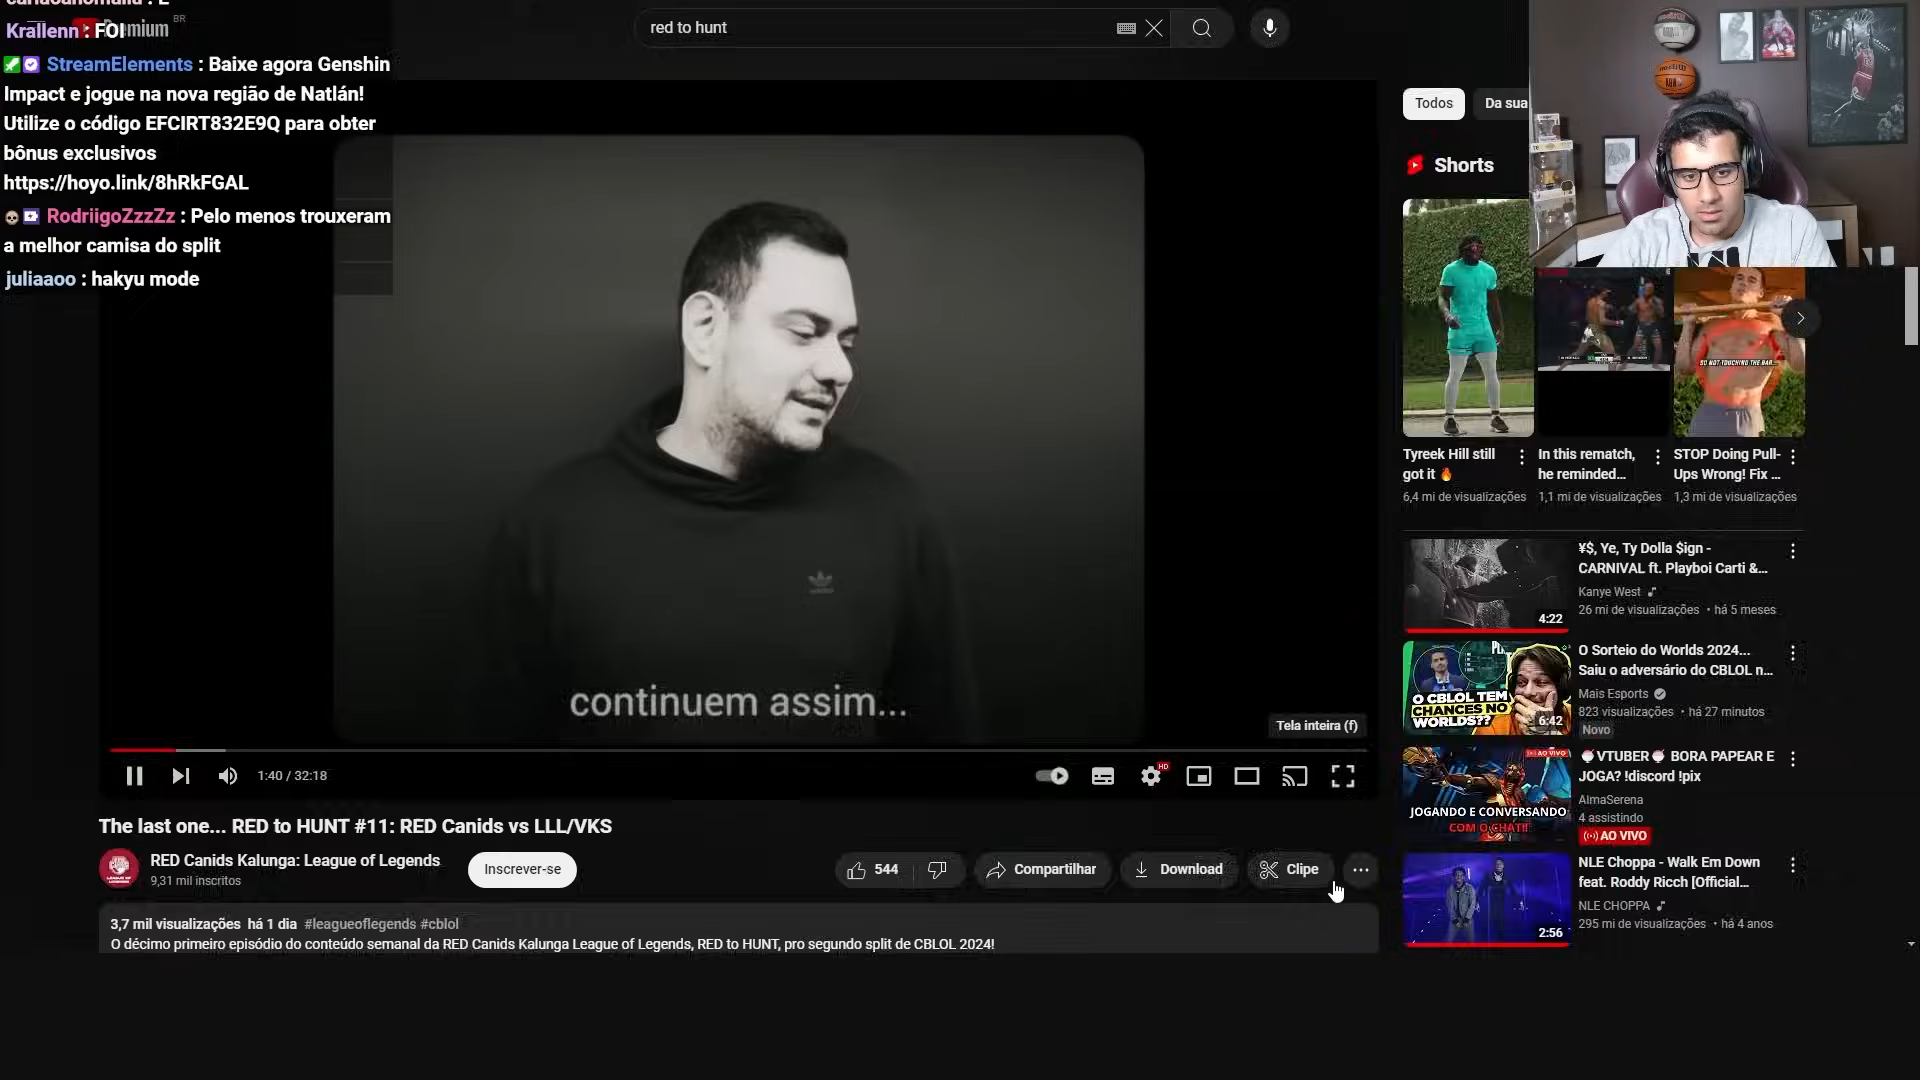 Krallenn : FOI
Premium BR
red to hunt
StreamElements : Baixe agora Genshin
Impact e jogue na nova região de Natlán!
Utilize o código EFCIRT832E9Q para obter
bônus exclusivos
https://hoyo.link/8hRkFGAL
RodriigoZzzZz : Pelo menos trouxeram
a melhor camisa do split
juliaaoo : hakyu mode
continuem assim...
Tela inteira (f)
1:40 / 32:18
HD
The last one... RED to HUNT #11: RED Canids vs LLL/VKS
RED Canids Kalunga: League of Legends
9,31 mil inscritos
Inscrever-se
544
Compartilhar
Download
Clipe
3,7 mil visualizações há 1 dia #leagueoflegends #cblol
O décimo primeiro episódio do conteúdo semanal da RED Canids Kalunga League of Legends, RED to HUNT, pro segundo split de CBLOL 2024!
Todos
Da sua
Shorts
SO NOT TOUCHING THE BAR...
Tyreek Hill still
got it 🔥
6,4 mi de visualizações
In this rematch,
he reminded...
1,1 mi de visualizações
STOP Doing Pull-
Ups Wrong! Fix ...
1,3 mi de visualizações
4:22
¥$, Ye, Ty Dolla $ign -
CARNIVAL ft. Playboi Carti &...
Kanye West
26 mi de visualizações • há 5 meses
O CBLOL TEM
CHANCES NO
WORLDS??
6:42
O Sorteio do Worlds 2024...
Saiu o adversário do CBLOL n...
Mais Esports
823 visualizações • há 27 minutos
Novo
AO VIVO
JOGANDO E CONVERSANDO
COM O CHAT!!
🍚VTUBER🍚 BORA PAPEAR E
JOGA? !discord !pix
AlmaSerena
4 assistindo
AO VIVO
2:56
NLE Choppa - Walk Em Down
feat. Roddy Ricch [Official...
NLE CHOPPA
295 mi de visualizações • há 4 anos